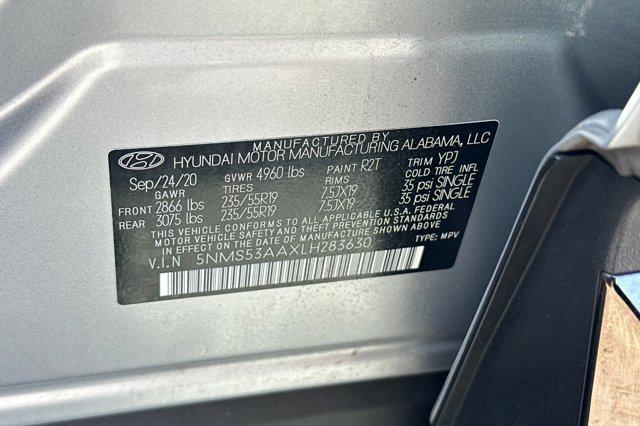 MANUFACTURED BY
HYUNDAI MOTOR MANUFACTURING ALABAMA, LLC
Sep/24/20 GVWR 4960 lbs PAINT R2T TRIM YPJ
GAWR TIRES RIMS COLD TIRE INFL
FRONT 2866 lbs 235/55R19 7.5JX19 35 psi SINGLE
REAR 3075 lbs 235/55R19 7.5JX19 35 psi SINGLE
THIS VEHICLE CONFORMS TO ALL APPLICABLE U.S.A. FEDERAL
MOTOR VEHICLE SAFETY AND THEFT PREVENTION STANDARDS
IN EFFECT ON THE DATE OF MANUFACTURE SHOWN ABOVE.
V.I.N 5NMS53AAXLH283630 TYPE: MPV